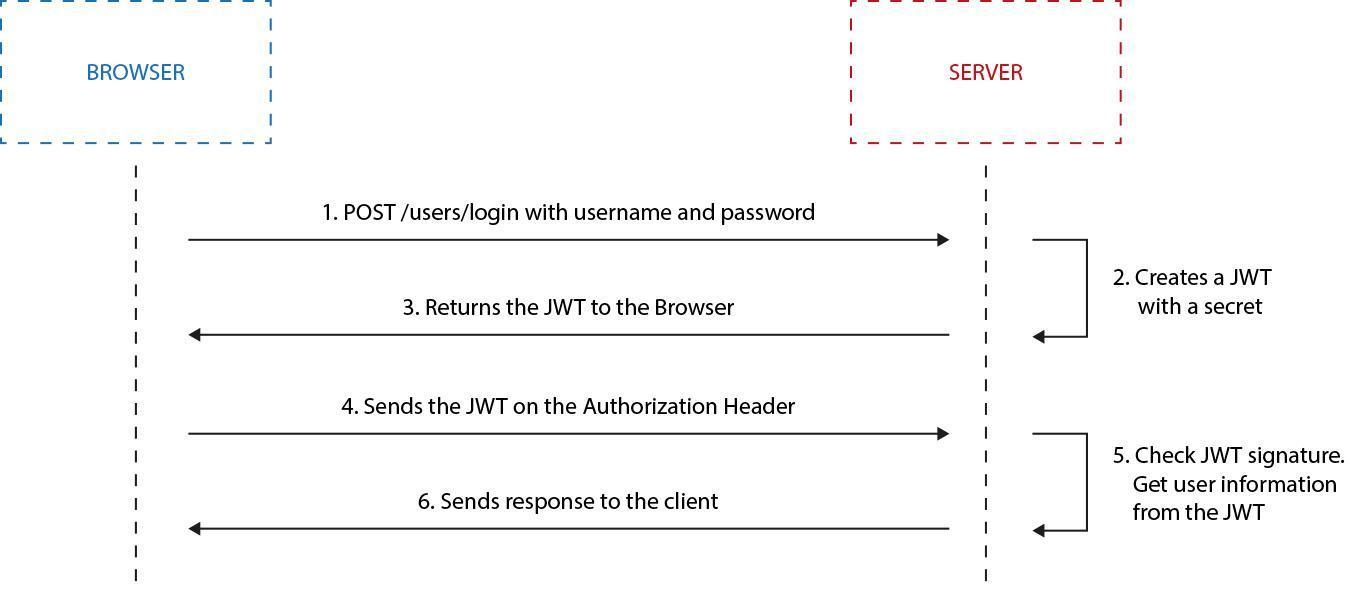 BROWSER
SERVER
1. POST /users/login with username and password
2. Creates a JWT
with a secret
3. Returns the JWT to the Browser
4. Sends the JWT on the Authorization Header
5. Check JWT signature.
Get user information
from the JWT
6. Sends response to the client